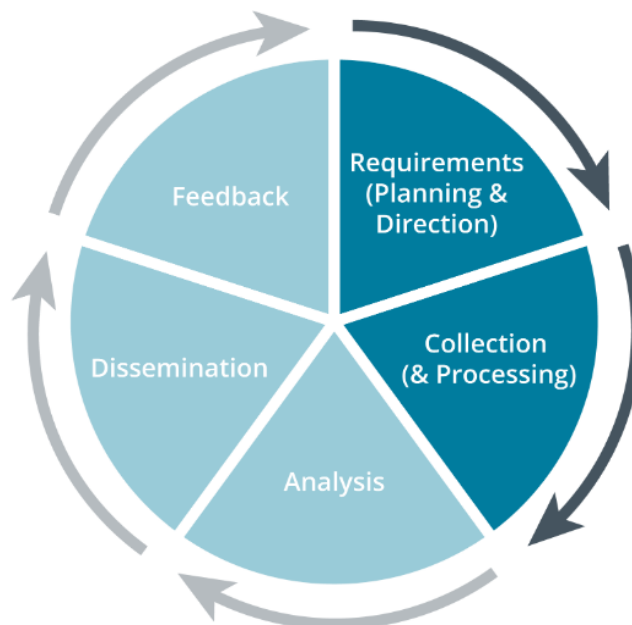 Requirements
(Planning &
Direction)
Collection
(& Processing)
Analysis
Dissemination
Feedback